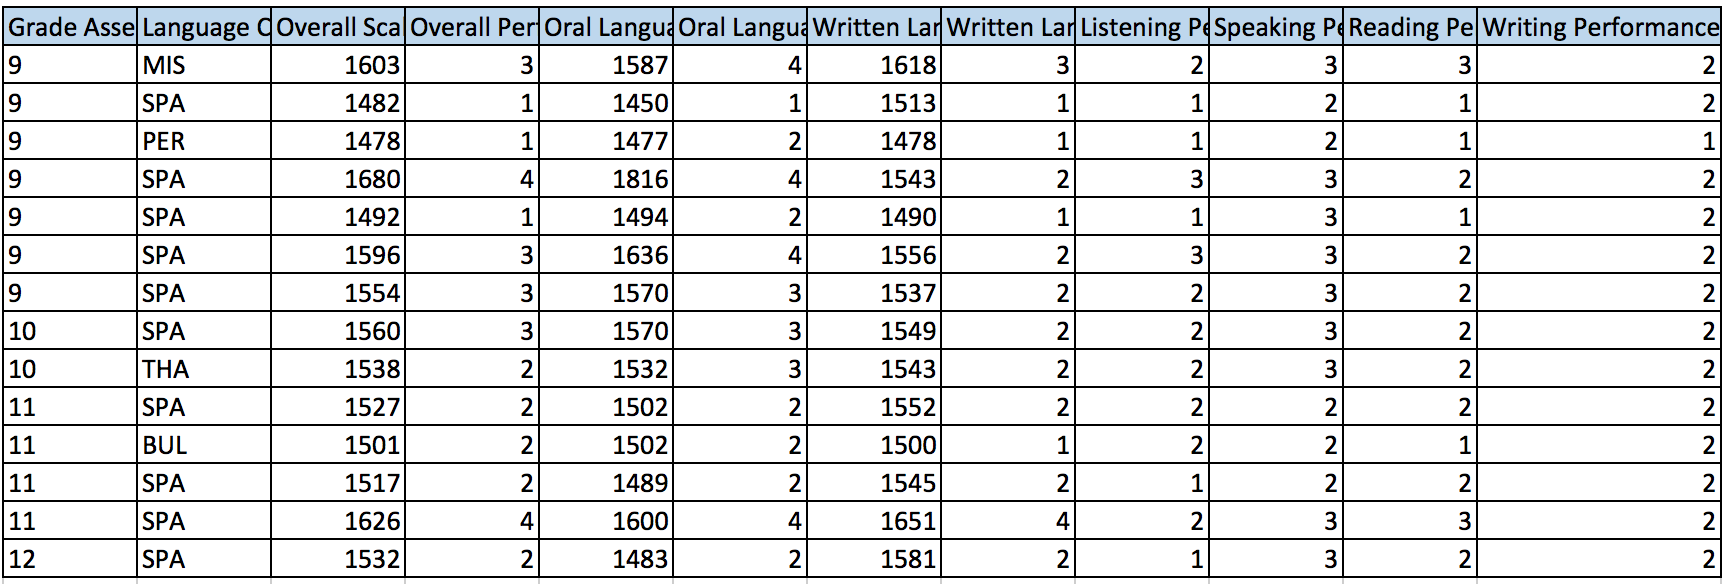 Grade Asse Language C Overall Sca Overall Per Oral Langua Oral Langua Written Lar Written Lar Listening Pe Speaking Pe Reading Pe Writing Performance
9 MIS 1603 3 1587 4 1618 3 2 3 3 2
9 SPA 1482 1 1450 1 1513 1 1 2 1 2
9 PER 1478 1 1477 2 1478 1 1 2 1 1
9 SPA 1680 4 1816 4 1543 2 3 3 2 2
9 SPA 1492 1 1494 2 1490 1 1 3 1 2
9 SPA 1596 3 1636 4 1556 2 3 3 2 2
9 SPA 1554 3 1570 3 1537 2 2 3 2 2
10 SPA 1560 3 1570 3 1549 2 2 3 2 2
10 THA 1538 2 1532 3 1543 2 2 3 2 2
11 SPA 1527 2 1502 2 1552 2 2 2 2 2
11 BUL 1501 2 1502 2 1500 1 2 2 1 2
11 SPA 1517 2 1489 2 1545 2 1 2 2 2
11 SPA 1626 4 1600 4 1651 4 2 3 3 2
12 SPA 1532 2 1483 2 1581 2 1 3 2 2